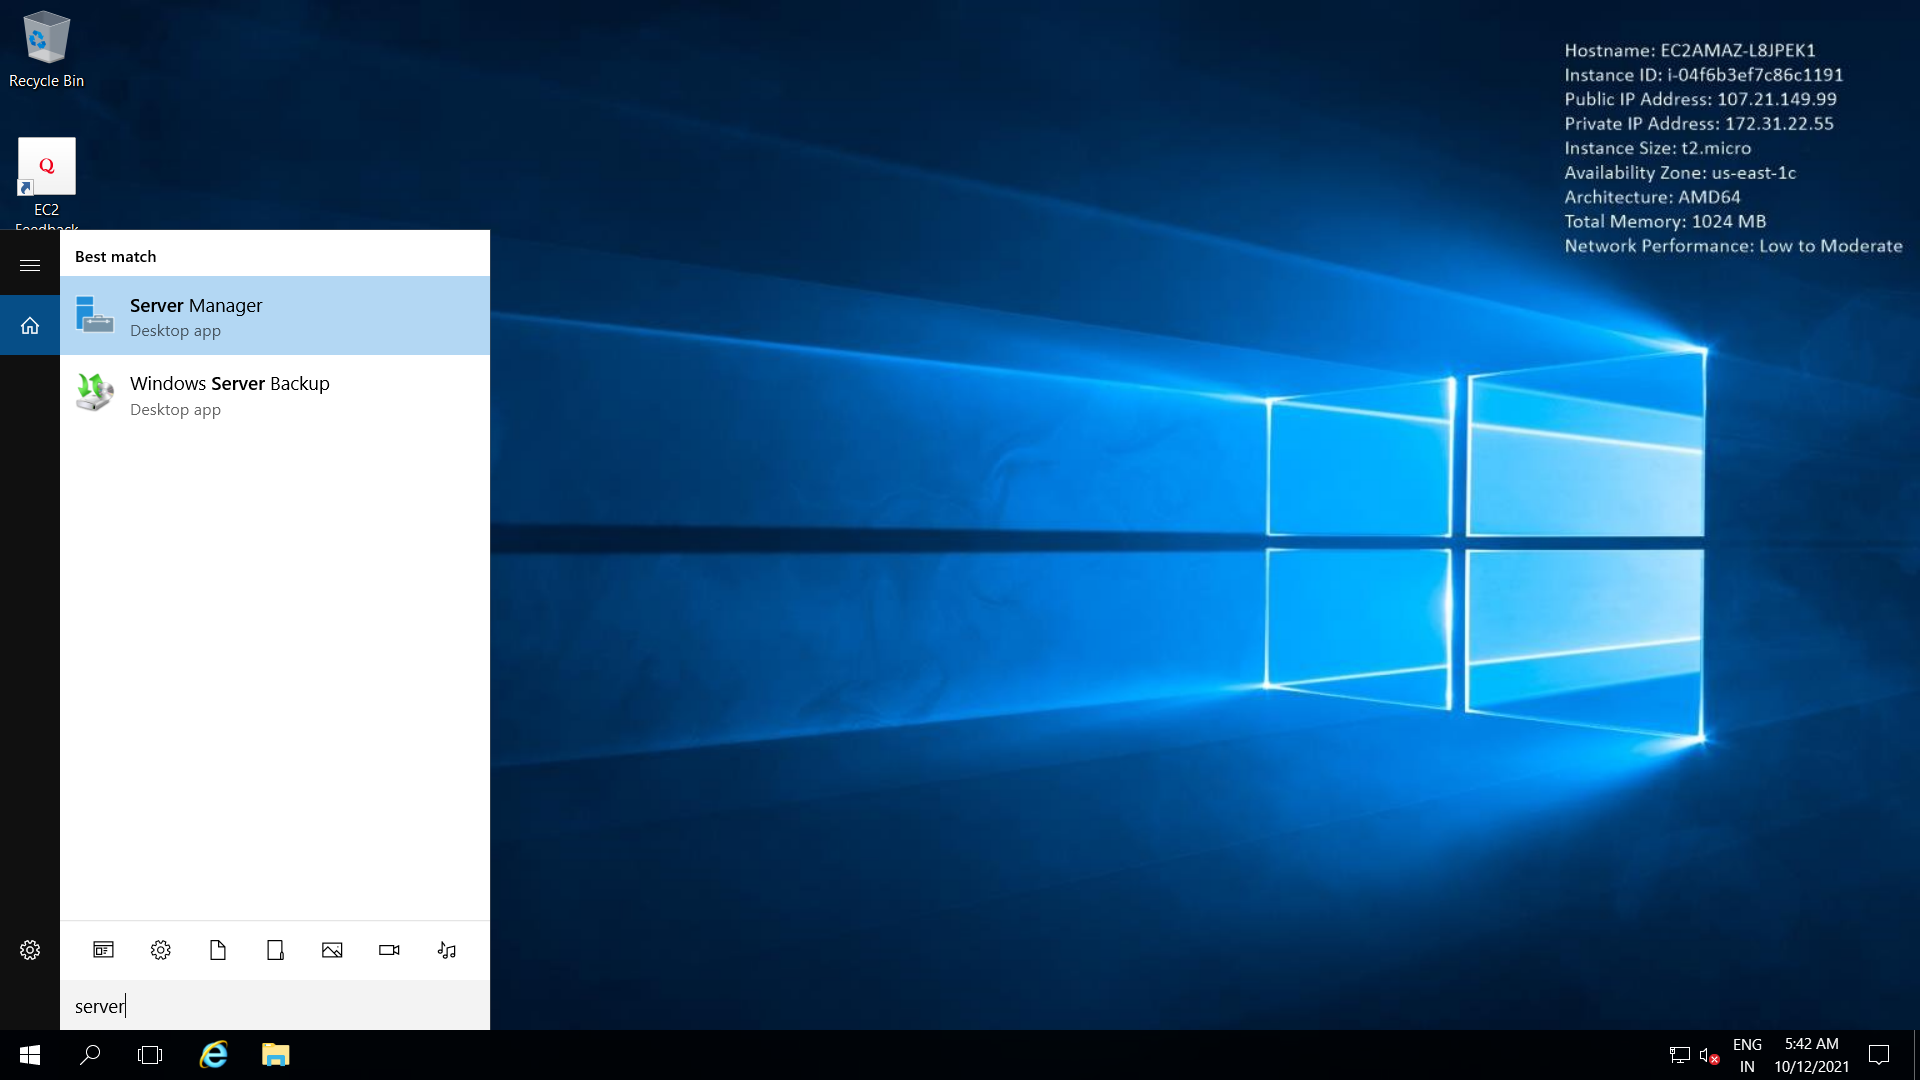 Recycle Bin
EC2
Feedback
Hostname: EC2AMAZ-L8JPEK1
Instance ID: i-04f6b3ef7c86c1191
Public IP Address: 107.21.149.99
Private IP Address: 172.31.22.55
Instance Size: t2.micro
Availability Zone: us-east-1c
Architecture: AMD64
Total Memory: 1024 MB
Network Performance: Low to Moderate
Best match
Server Manager
Desktop app
Windows Server Backup
Desktop app
server
ENG
IN
5:42 AM
10/12/2021